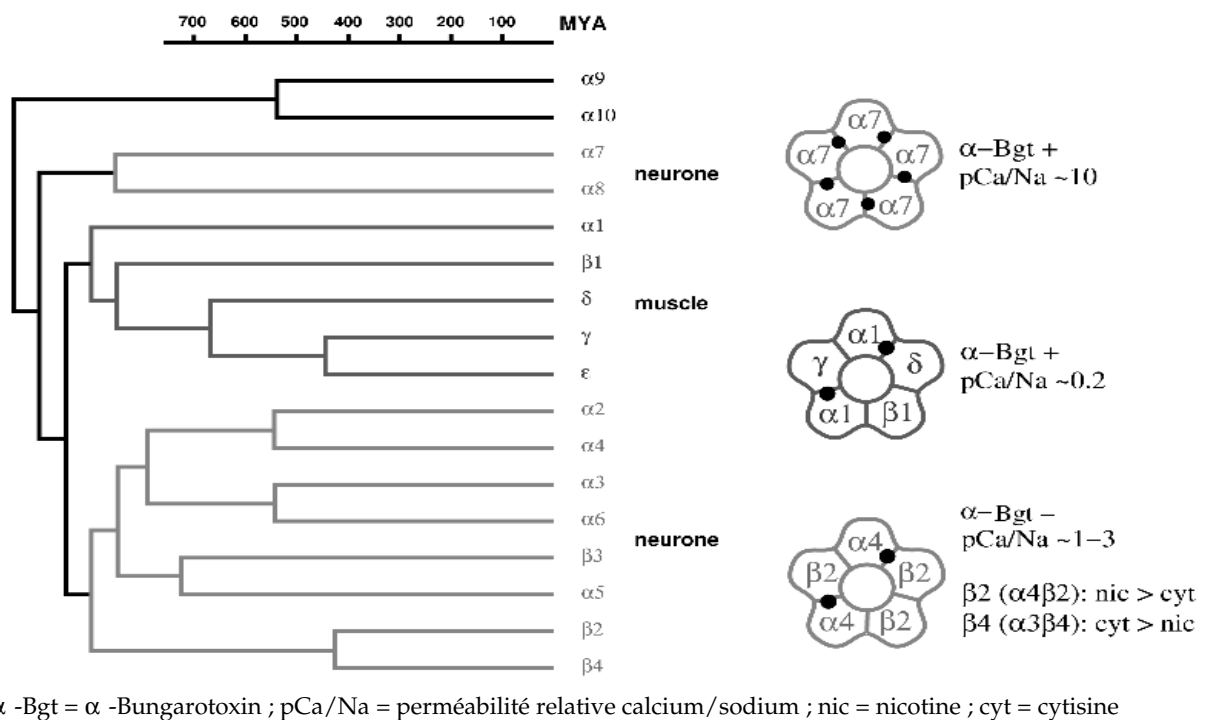 700 600 500 400 300 200 100 MYA
α9
α10
α7
α8
α1
β1
δ
γ
ε
α2
α4
α3
α6
β3
α5
β2
β4
neurone
muscle
neurone
α7
α7 α7
α7 α7
α–Bgt +
pCa/Na ~10
α1
γ δ
α1 β1
α–Bgt +
pCa/Na ~0.2
α4
β2 β2
α4 β2
α–Bgt –
pCa/Na ~1–3
β2 (α4β2): nic > cyt
β4 (α3β4): cyt > nic
α -Bgt = α -Bungarotoxin ; pCa/Na = perméabilité relative calcium/sodium ; nic = nicotine ; cyt = cytisine